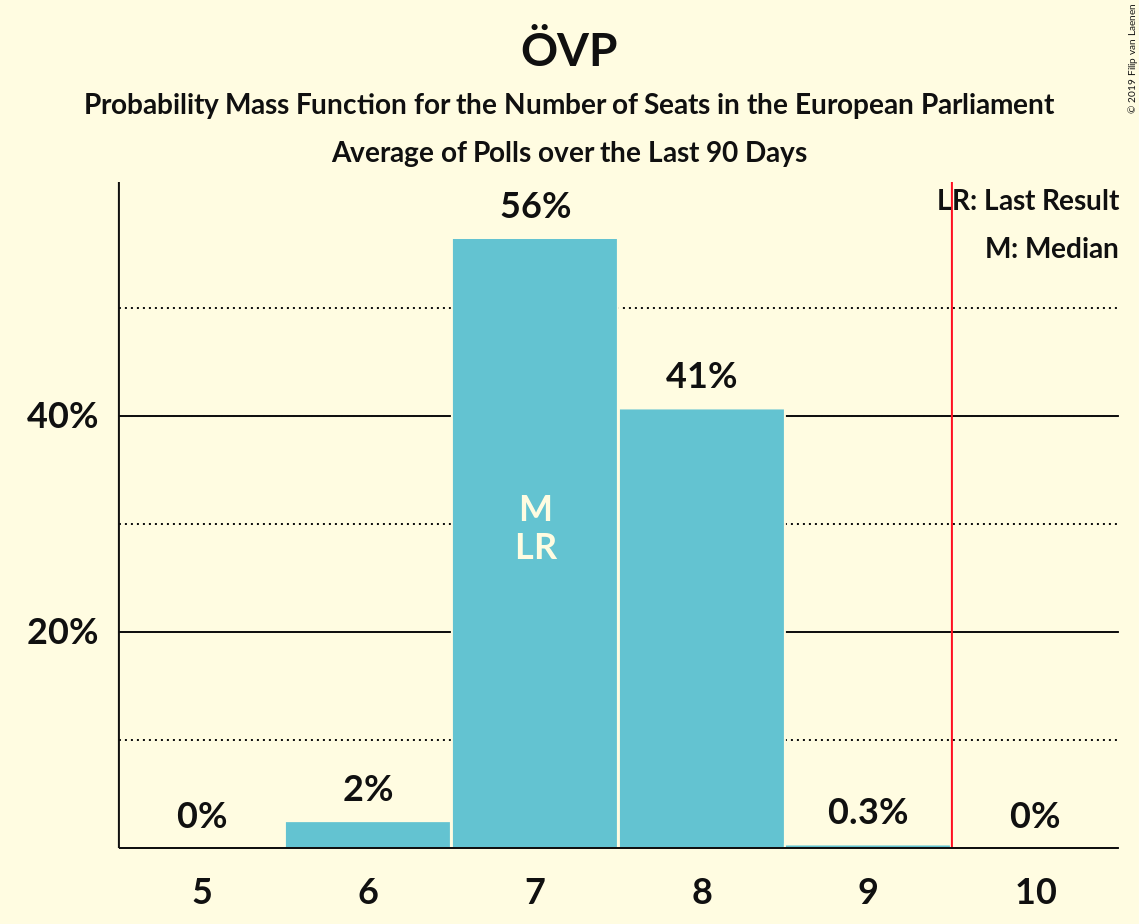 ÖVP
Probability Mass Function for the Number of Seats in the European Parliament
Average of Polls over the Last 90 Days
© 2019 Filip van Laenen
LR: Last Result
M: Median
56%
41%
40%
M
LR
20%
0%
2%
0.3%
0%
5
6
7
8
9
10